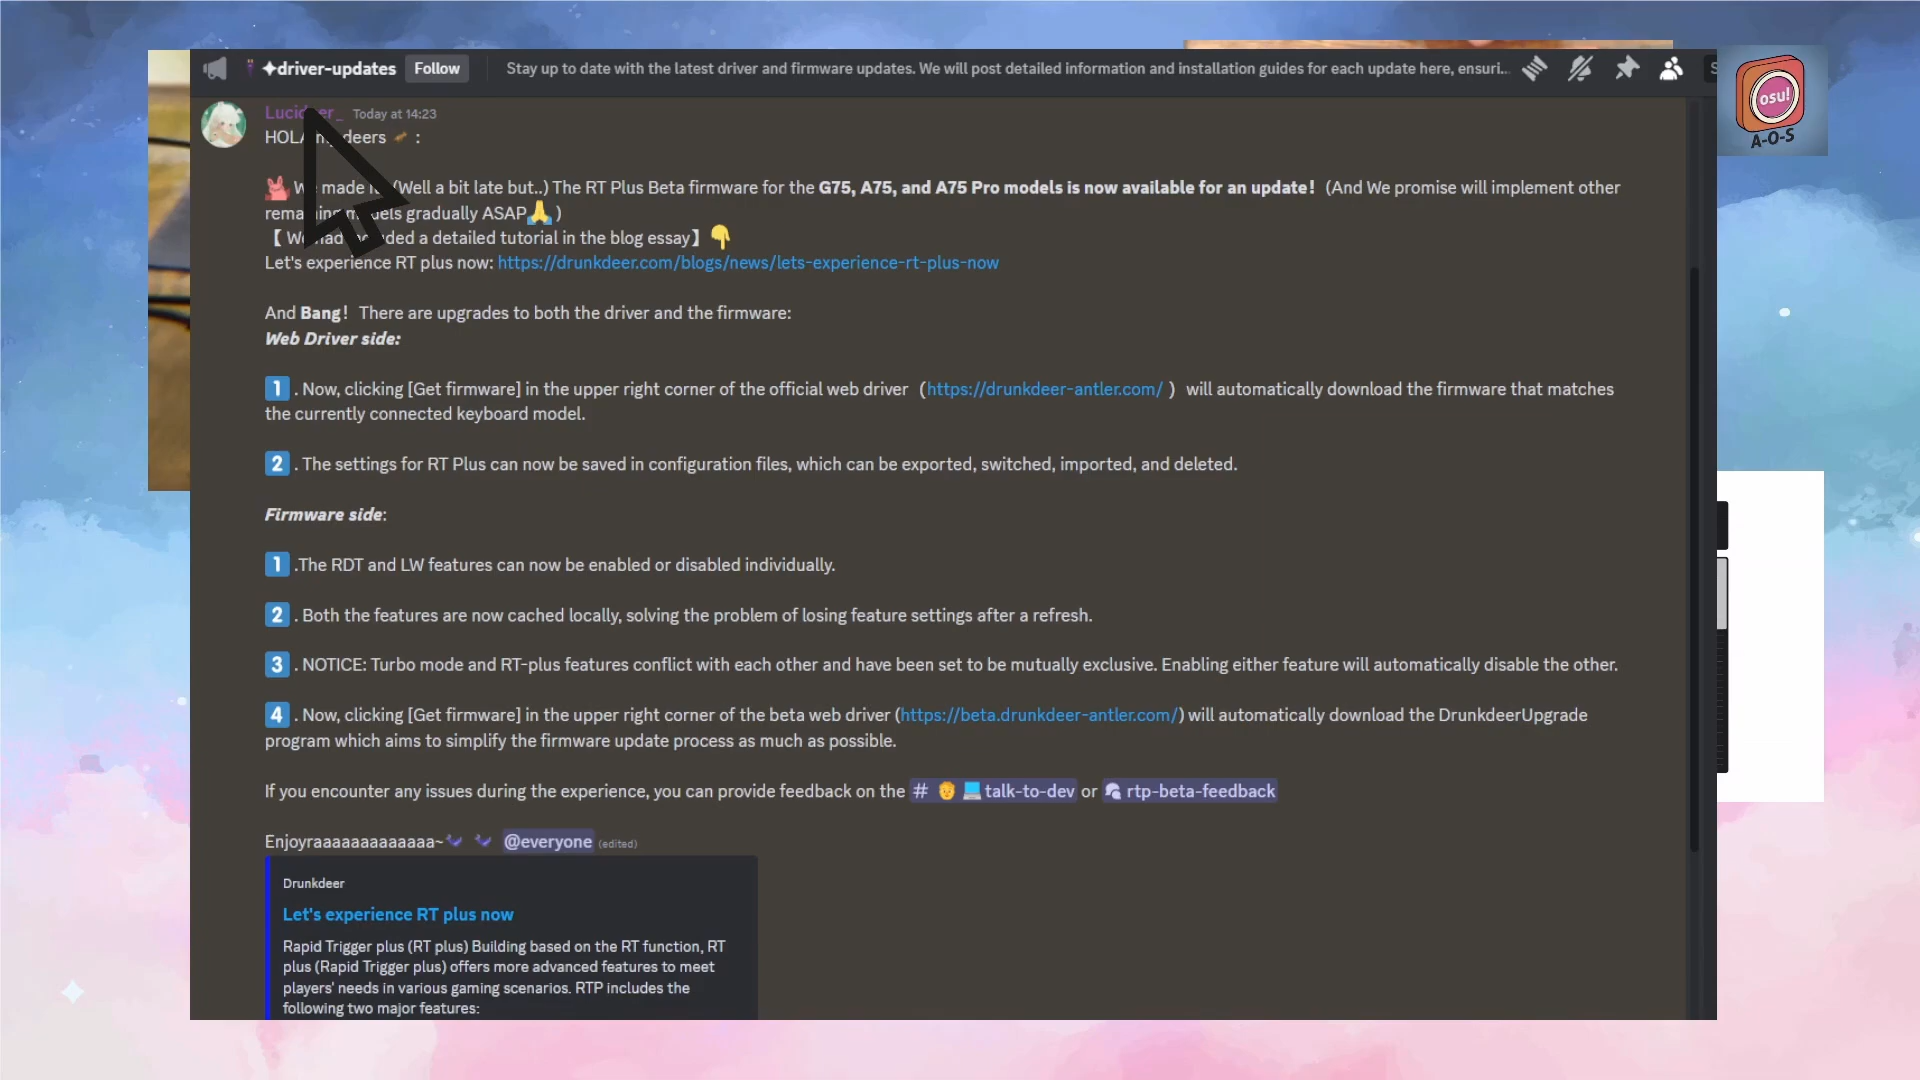 ✦driver-updates Follow Stay up to date with the latest driver and firmware updates. We will post detailed information and installation guides for each update here, ensuri... S
osu!
A-O-S
Today at 14:23
deers 🦌 :
made (Well a bit late but..) The RT Plus Beta firmware for the G75, A75, and A75 Pro models is now available for an update！ (And We promise will implement other
gradually ASAP🙏 )
【 a detailed tutorial in the blog essay】👇
Let's experience RT plus now: https://drunkdeer.com/blogs/news/lets-experience-rt-plus-now
And Bang！ There are upgrades to both the driver and the firmware:
Web Driver side:
1 . Now, clicking [Get firmware] in the upper right corner of the official web driver （https://drunkdeer-antler.com/ ） will automatically download the firmware that matches
the currently connected keyboard model.
2 . The settings for RT Plus can now be saved in configuration files, which can be exported, switched, imported, and deleted.
Firmware side:
1 .The RDT and LW features can now be enabled or disabled individually.
2 . Both the features are now cached locally, solving the problem of losing feature settings after a refresh.
3 . NOTICE: Turbo mode and RT-plus features conflict with each other and have been set to be mutually exclusive. Enabling either feature will automatically disable the other.
4 . Now, clicking [Get firmware] in the upper right corner of the beta web driver (https://beta.drunkdeer-antler.com/) will automatically download the DrunkdeerUpgrade
program which aims to simplify the firmware update process as much as possible.
If you encounter any issues during the experience, you can provide feedback on the # talk-to-dev or rtp-beta-feedback
Enjoyraaaaaaaaaaaaa~ @everyone (edited)
Drunkdeer
Let's experience RT plus now
Rapid Trigger plus (RT plus) Building based on the RT function, RT
plus (Rapid Trigger plus) offers more advanced features to meet
players' needs in various gaming scenarios. RTP includes the
following two major features: